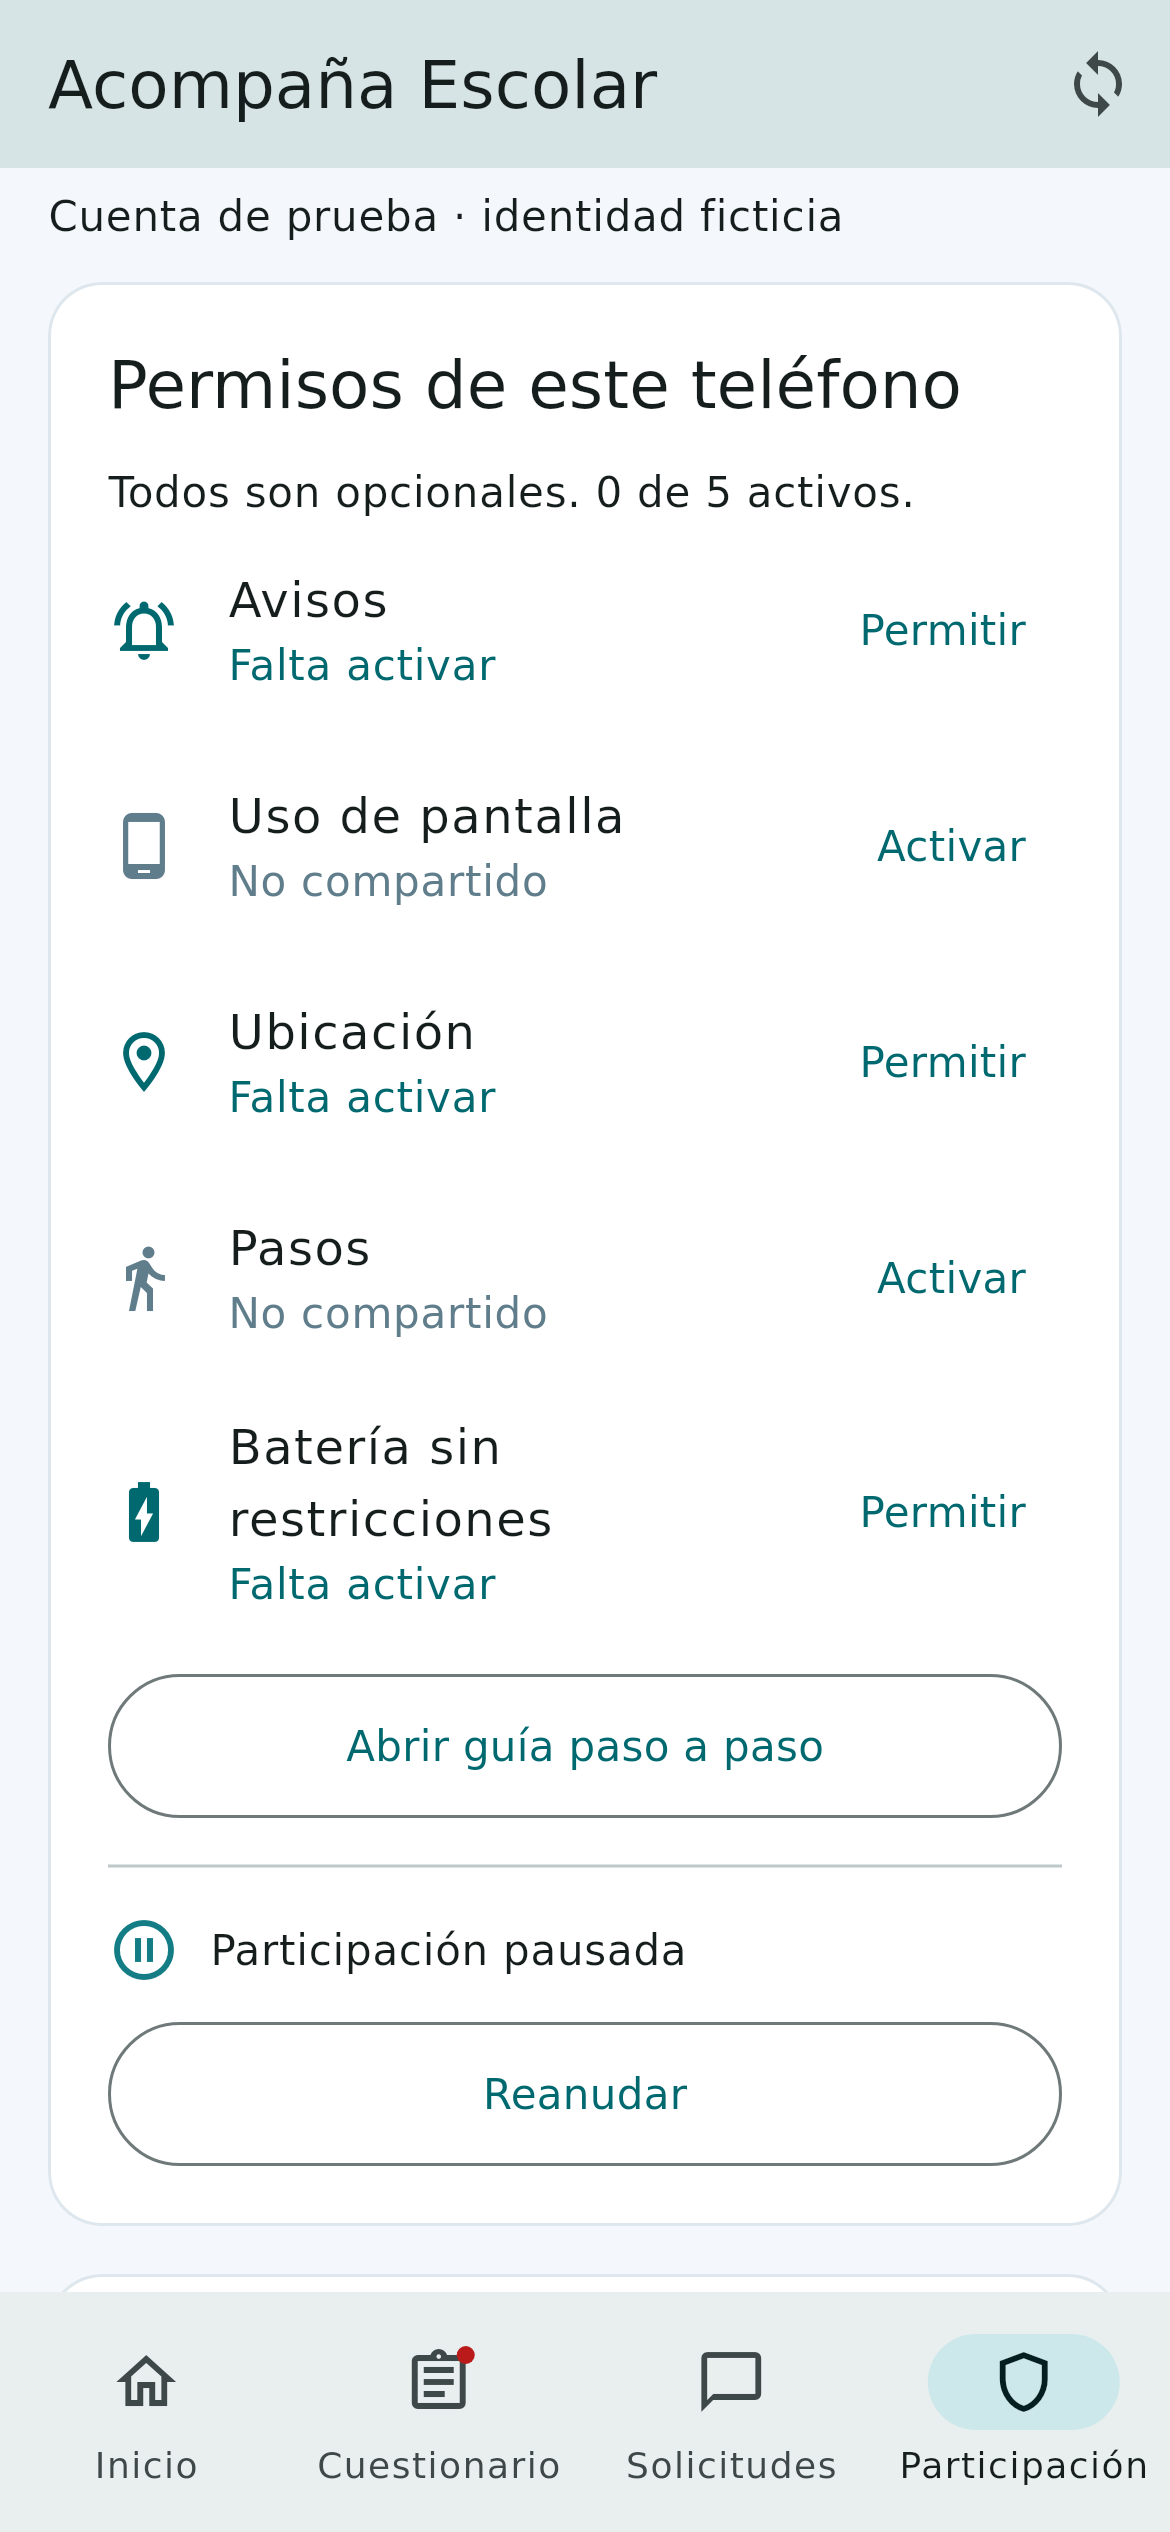 Acompaña Escolar
Cuenta de prueba · identidad ficticia
Permisos de este teléfono
Todos son opcionales. 0 de 5 activos.
Avisos
Falta activar
Permitir
Uso de pantalla
No compartido
Activar
Ubicación
Falta activar
Permitir
Pasos
No compartido
Activar
Batería sin
restricciones
Falta activar
Permitir
Abrir guía paso a paso
Participación pausada
Reanudar
Inicio
Cuestionario
Solicitudes
Participación